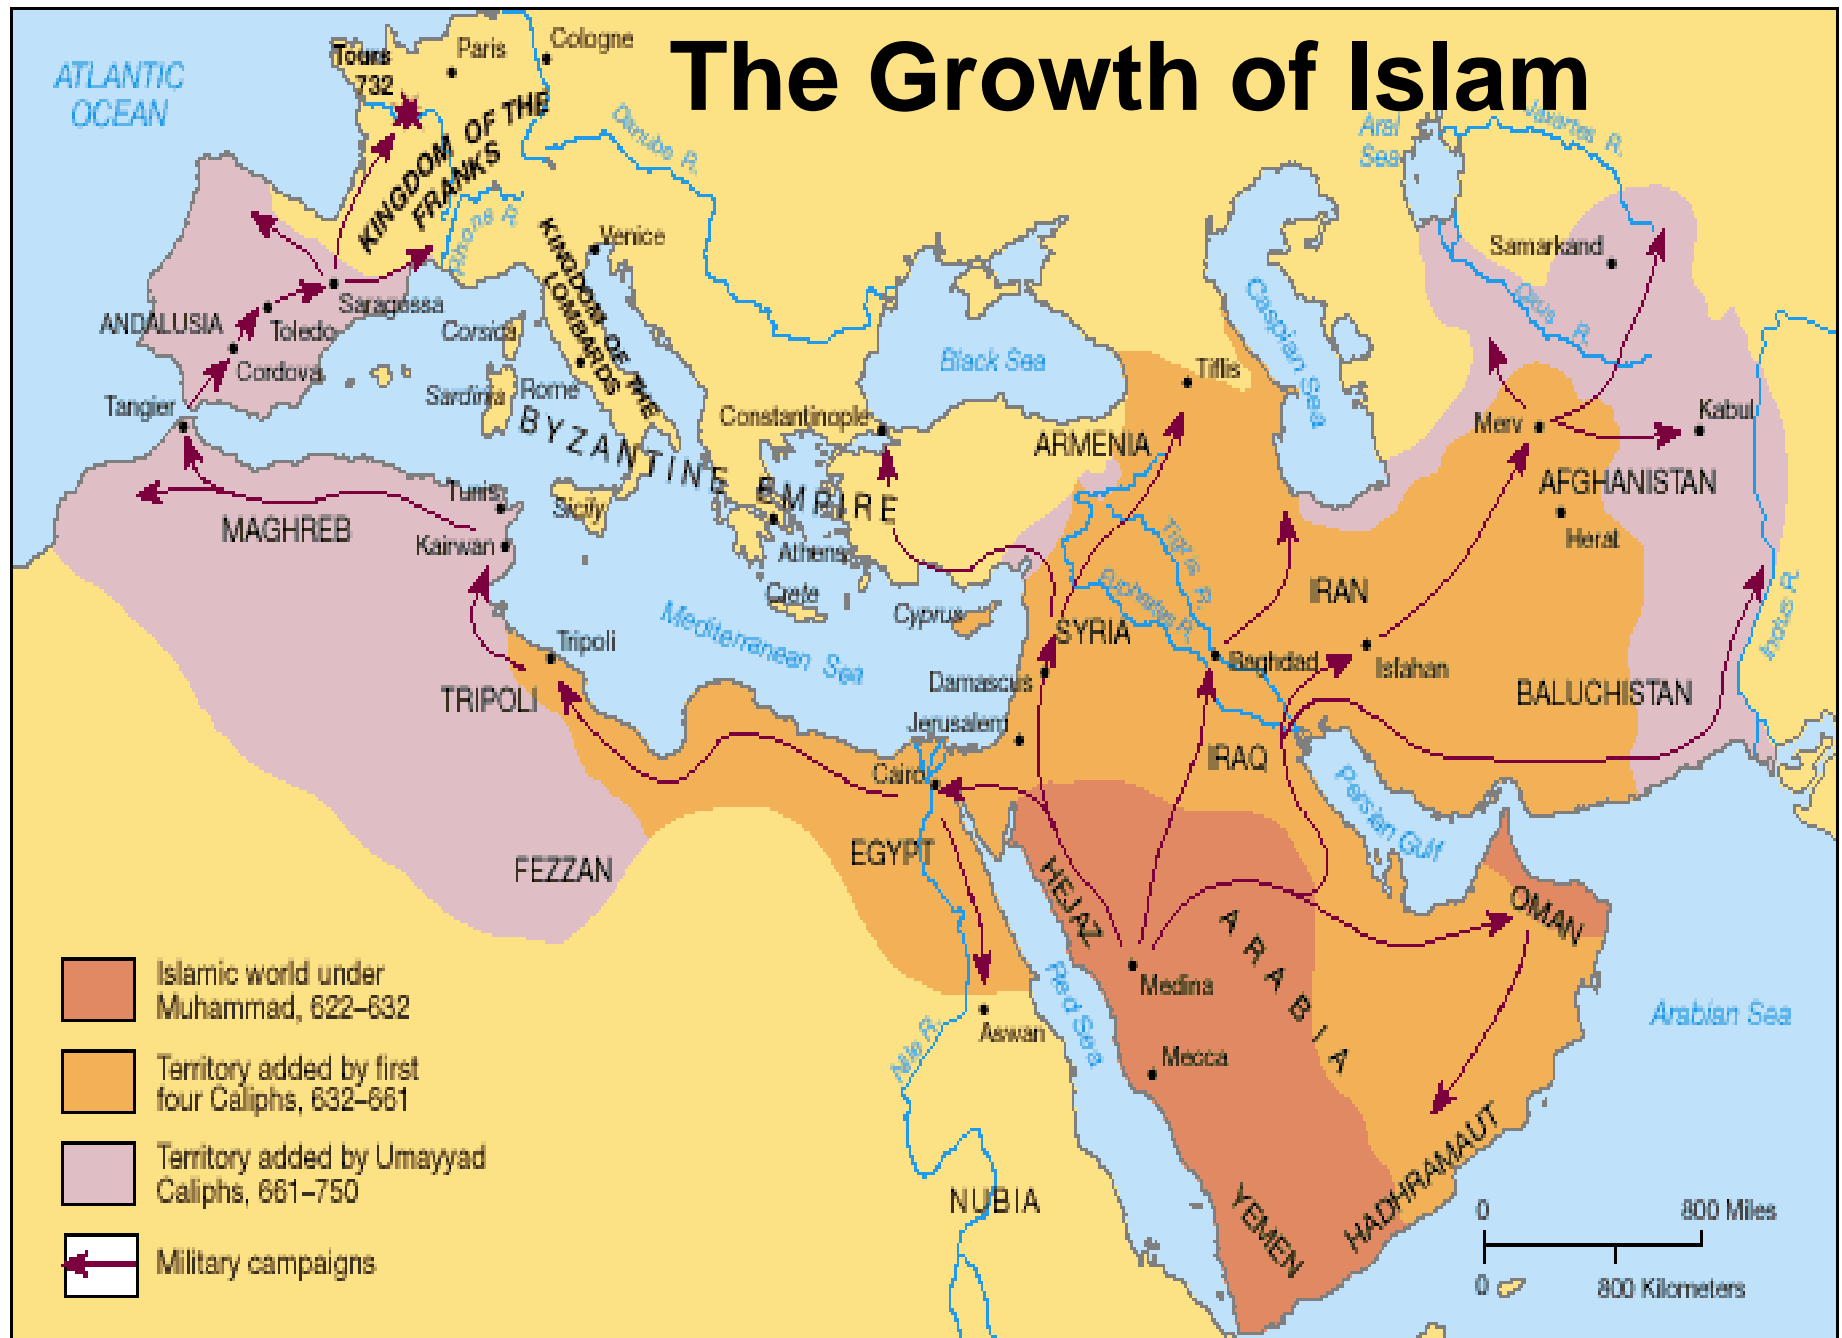 The Growth of Islam
ATLANTIC
OCEAN
Tours
732
Paris
Cologne
KINGDOM OF THE
FRANKS
Danube R.
Rhone R.
Aral
Sea
Jaxartes R.
Samarkand
Oxus R.
Venice
KINGDOM OF THE
LOMBARDS
Caspian Sea
Black Sea
Saragossa
ANDALUSIA
Toledo
Cordova
Corsica
Sardinia
Rome
Tangier
BYZANTINE EMPIRE
Constantinople
Tiflis
ARMENIA
Merv
Kabul
AFGHANISTAN
Herat
Tunis
Sicily
MAGHREB
Kairwan
Athens
Crete
Cyprus
Tigris R.
Euphrates R.
IRAN
Indus R.
Mediterranean Sea
SYRIA
Tripoli
TRIPOLI
Damascus
Baghdad
Isfahan
BALUCHISTAN
Jerusalem
IRAQ
Cairo
Persian Gulf
EGYPT
FEZZAN
HEJAZ
ARABIA
OMAN
Medina
Red Sea
Mecca
Aswan
Nile R.
Arabian Sea
NUBIA
YEMEN
HADHRAMAUT
Islamic world under
Muhammad, 622–632
Territory added by first
four Caliphs, 632–661
Territory added by Umayyad
Caliphs, 661–750
Military campaigns
0 800 Miles
0 800 Kilometers